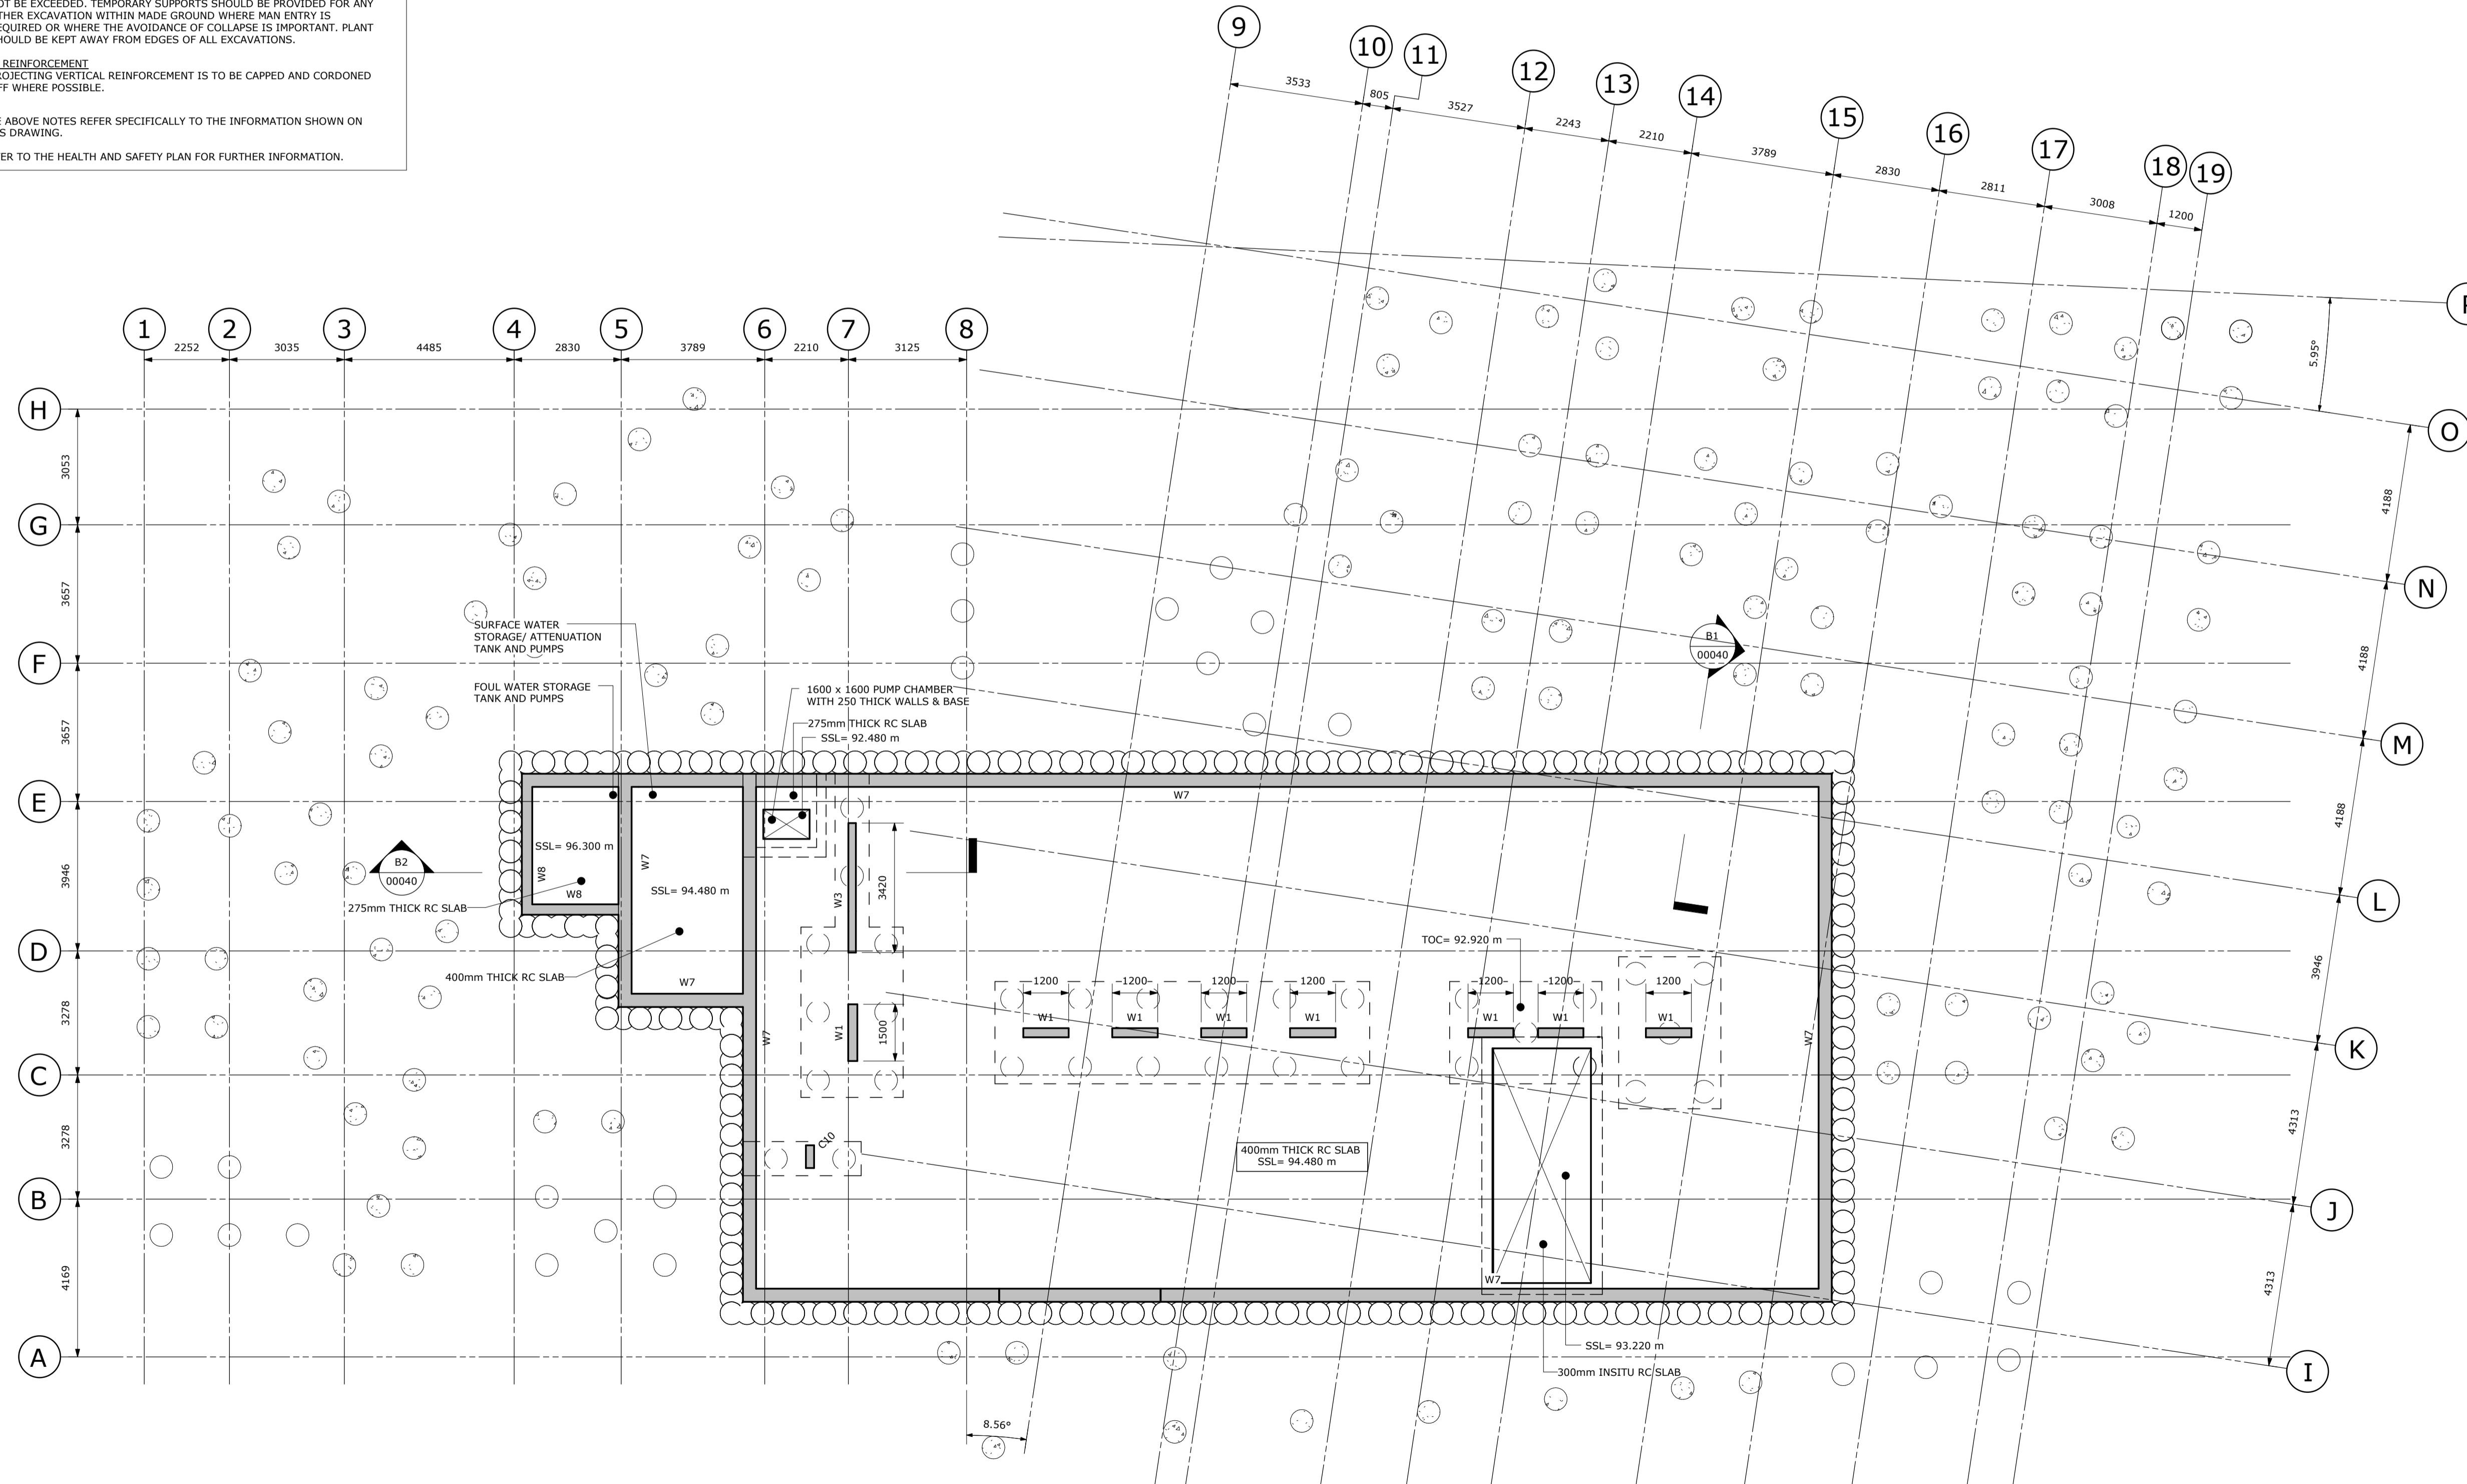 OT BE EXCEEDED. TEMPORARY SUPPORTS SHOULD BE PROVIDED FOR ANY
THER EXCAVATION WITHIN MADE GROUND WHERE MAN ENTRY IS
EQUIRED OR WHERE THE AVOIDANCE OF COLLAPSE IS IMPORTANT. PLANT
HOULD BE KEPT AWAY FROM EDGES OF ALL EXCAVATIONS.
REINFORCEMENT
ROJECTING VERTICAL REINFORCEMENT IS TO BE CAPPED AND CORDONED
FF WHERE POSSIBLE.
E ABOVE NOTES REFER SPECIFICALLY TO THE INFORMATION SHOWN ON
S DRAWING.
ER TO THE HEALTH AND SAFETY PLAN FOR FURTHER INFORMATION.
9
10
11
12
13
14
15
16
17
18
19
3533
805
3527
2243
2210
3789
2830
2811
3008
1200
1
2
3
4
5
6
7
8
2252
3035
4485
2830
3789
2210
3125
H
G
F
E
D
C
B
A
3053
3657
3657
3946
3278
3278
4169
P
O
N
M
L
K
J
I
5.95°
4188
4188
4188
3946
4313
4313
8.56°
SURFACE WATER
STORAGE/ ATTENUATION
TANK AND PUMPS
FOUL WATER STORAGE
TANK AND PUMPS
1600 x 1600 PUMP CHAMBER
WITH 250 THICK WALLS & BASE
275mm THICK RC SLAB
SSL= 92.480 m
B1
00040
B2
00040
W7
SSL= 96.300 m
W8
W8
W7
SSL= 94.480 m
275mm THICK RC SLAB
400mm THICK RC SLAB
W7
W7
W3
3420
W1
1500
C10
TOC= 92.920 m
1200
1200
1200
1200
1200
1200
1200
W1
W1
W1
W1
W1
W1
W1
W7
400mm THICK RC SLAB
SSL= 94.480 m
W7
SSL= 93.220 m
300mm INSITU RC SLAB